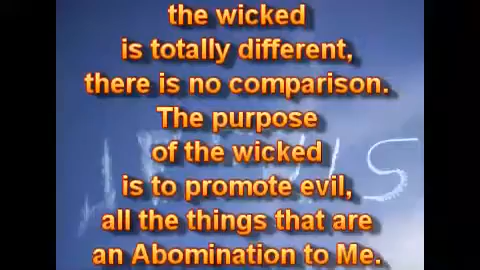 the wicked
is totally different,
there is no comparison.
The purpose
of the wicked
is to promote evil,
all the things that are
an Abomination to Me.